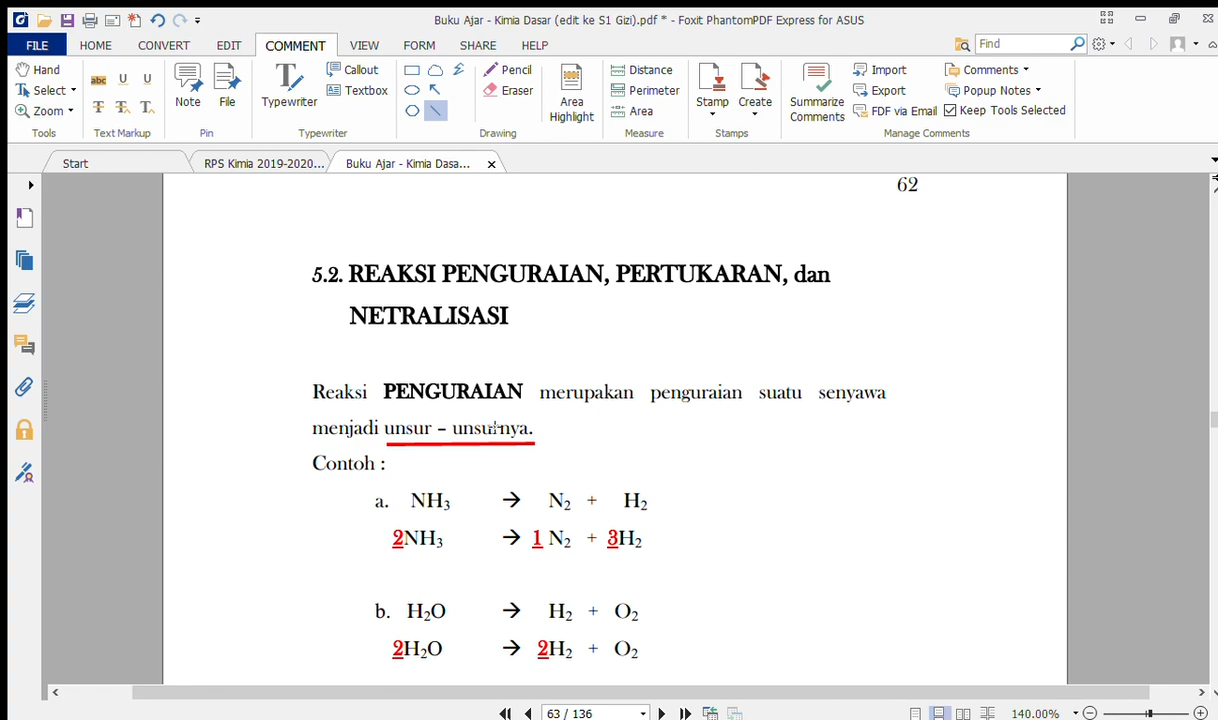 Buku Ajar - Kimia Dasar (edit ke S1 Gizi).pdf * - Foxit PhantomPDF Express for ASUS
FILE HOME CONVERT EDIT COMMENT VIEW FORM SHARE HELP Find
Hand Select Zoom Tools
abc U U T T T Text Markup
Note File Pin
Typewriter Callout Textbox Typewriter
Pencil Eraser Drawing
Area Highlight
Distance Perimeter Area Measure
Stamp Create Stamps
Summarize Comments Import Export FDF via Email Comments Popup Notes Keep Tools Selected Manage Comments
Start RPS Kimia 2019-2020... Buku Ajar - Kimia Dasa...
62
5.2. REAKSI PENGURAIAN, PERTUKARAN, dan
NETRALISASI
Reaksi PENGURAIAN merupakan penguraian suatu senyawa
menjadi unsur – unsurnya.
Contoh :
a. NH₃ → N₂ + H₂
2NH₃ → 1 N₂ + 3H₂
b. H₂O → H₂ + O₂
2H₂O → 2H₂ + O₂
63 / 136 140.00%